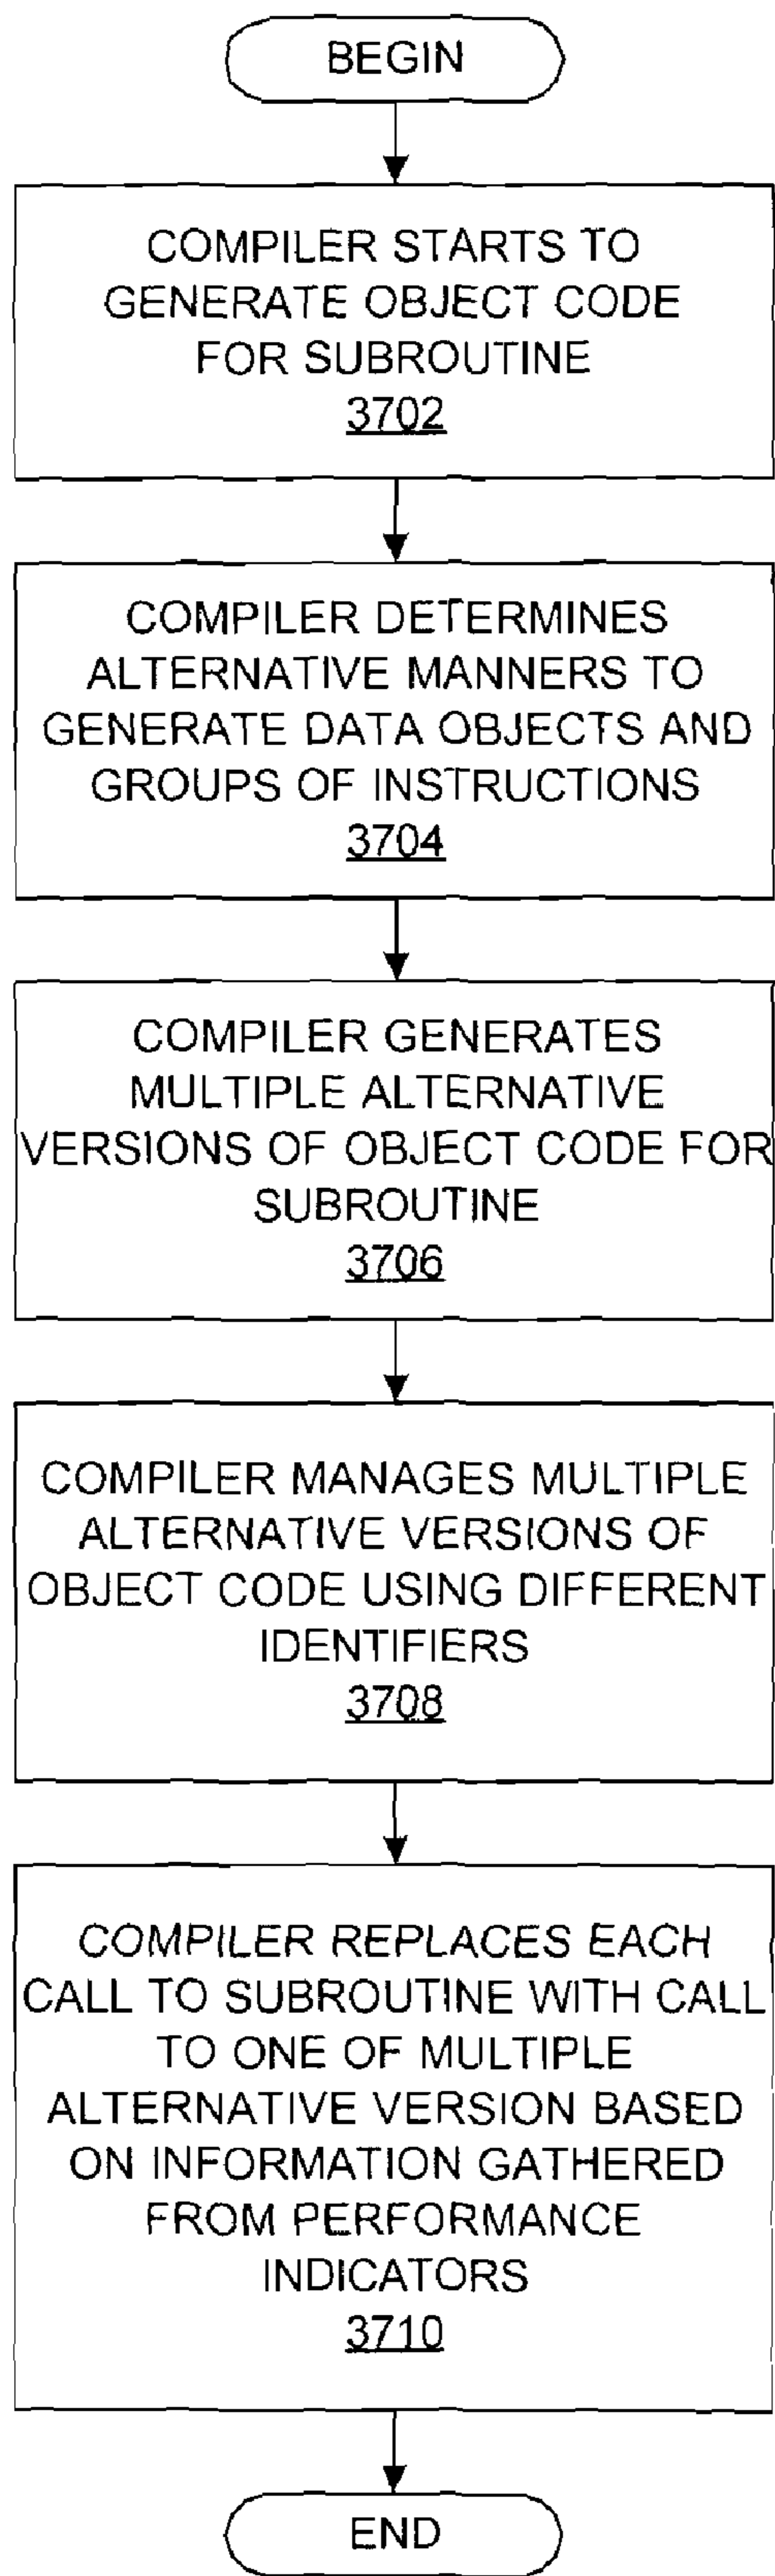 BEGIN
COMPILER STARTS TO
GENERATE OBJECT CODE
FOR SUBROUTINE
3702
COMPILER DETERMINES
ALTERNATIVE MANNERS TO
GENERATE DATA OBJECTS AND
GROUPS OF INSTRUCTIONS
3704
COMPILER GENERATES
MULTIPLE ALTERNATIVE
VERSIONS OF OBJECT CODE FOR
SUBROUTINE
3706
COMPILER MANAGES MULTIPLE
ALTERNATIVE VERSIONS OF
OBJECT CODE USING DIFFERENT
IDENTIFIERS
3708
COMPILER REPLACES EACH
CALL TO SUBROUTINE WITH CALL
TO ONE OF MULTIPLE
ALTERNATIVE VERSION BASED
ON INFORMATION GATHERED
FROM PERFORMANCE
INDICATORS
3710
END